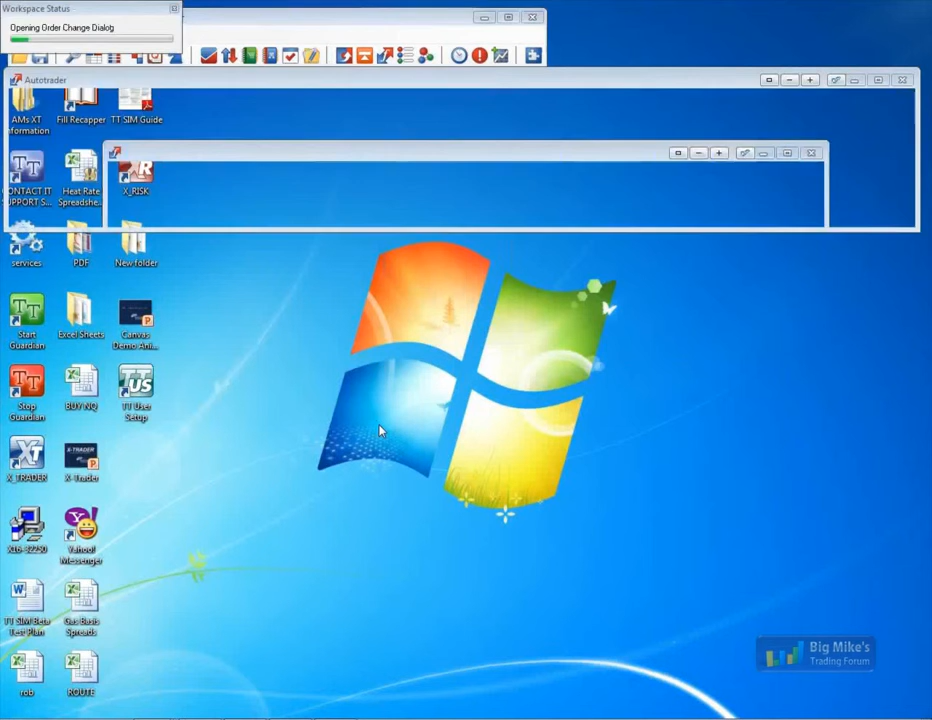 Workspace Status
Opening Order Change Dialog
Autotrader
AMs XT
Information
Fill Recapper
TT SIM Guide
CONTACT IT
SUPPORT S...
Heat Rate
Spreadshe...
X_RISK
services
PDF
New folder
Start
Guardian
Excel Sheets
Canvas
Demo Ani...
Stop
Guardian
BUY NQ
TT User
Setup
X_TRADER
X-Trader
Yahoo!
Messenger
TT SIM Beta
Test Plan
Gas Basis
Spreads
rob
ROUTE
Big Mike's
Trading Forum